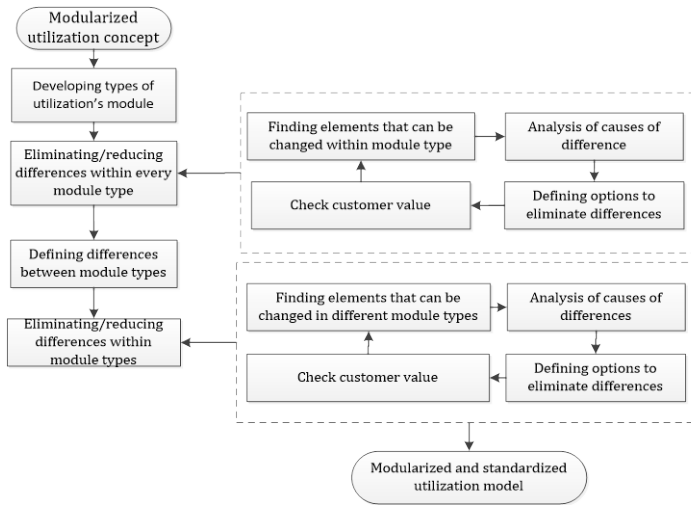 Modularized
utilization concept
Developing types of
utilization's module
Eliminating/reducing
differences within every
module type
Defining differences
between module types
Eliminating/reducing
differences within
module types
Finding elements that can be
changed within module type
Analysis of causes of
difference
Check customer value
Defining options to
eliminate differences
Finding elements that can be
changed in different module types
Analysis of causes of
differences
Check customer value
Defining options to
eliminate differences
Modularized and standardized
utilization model